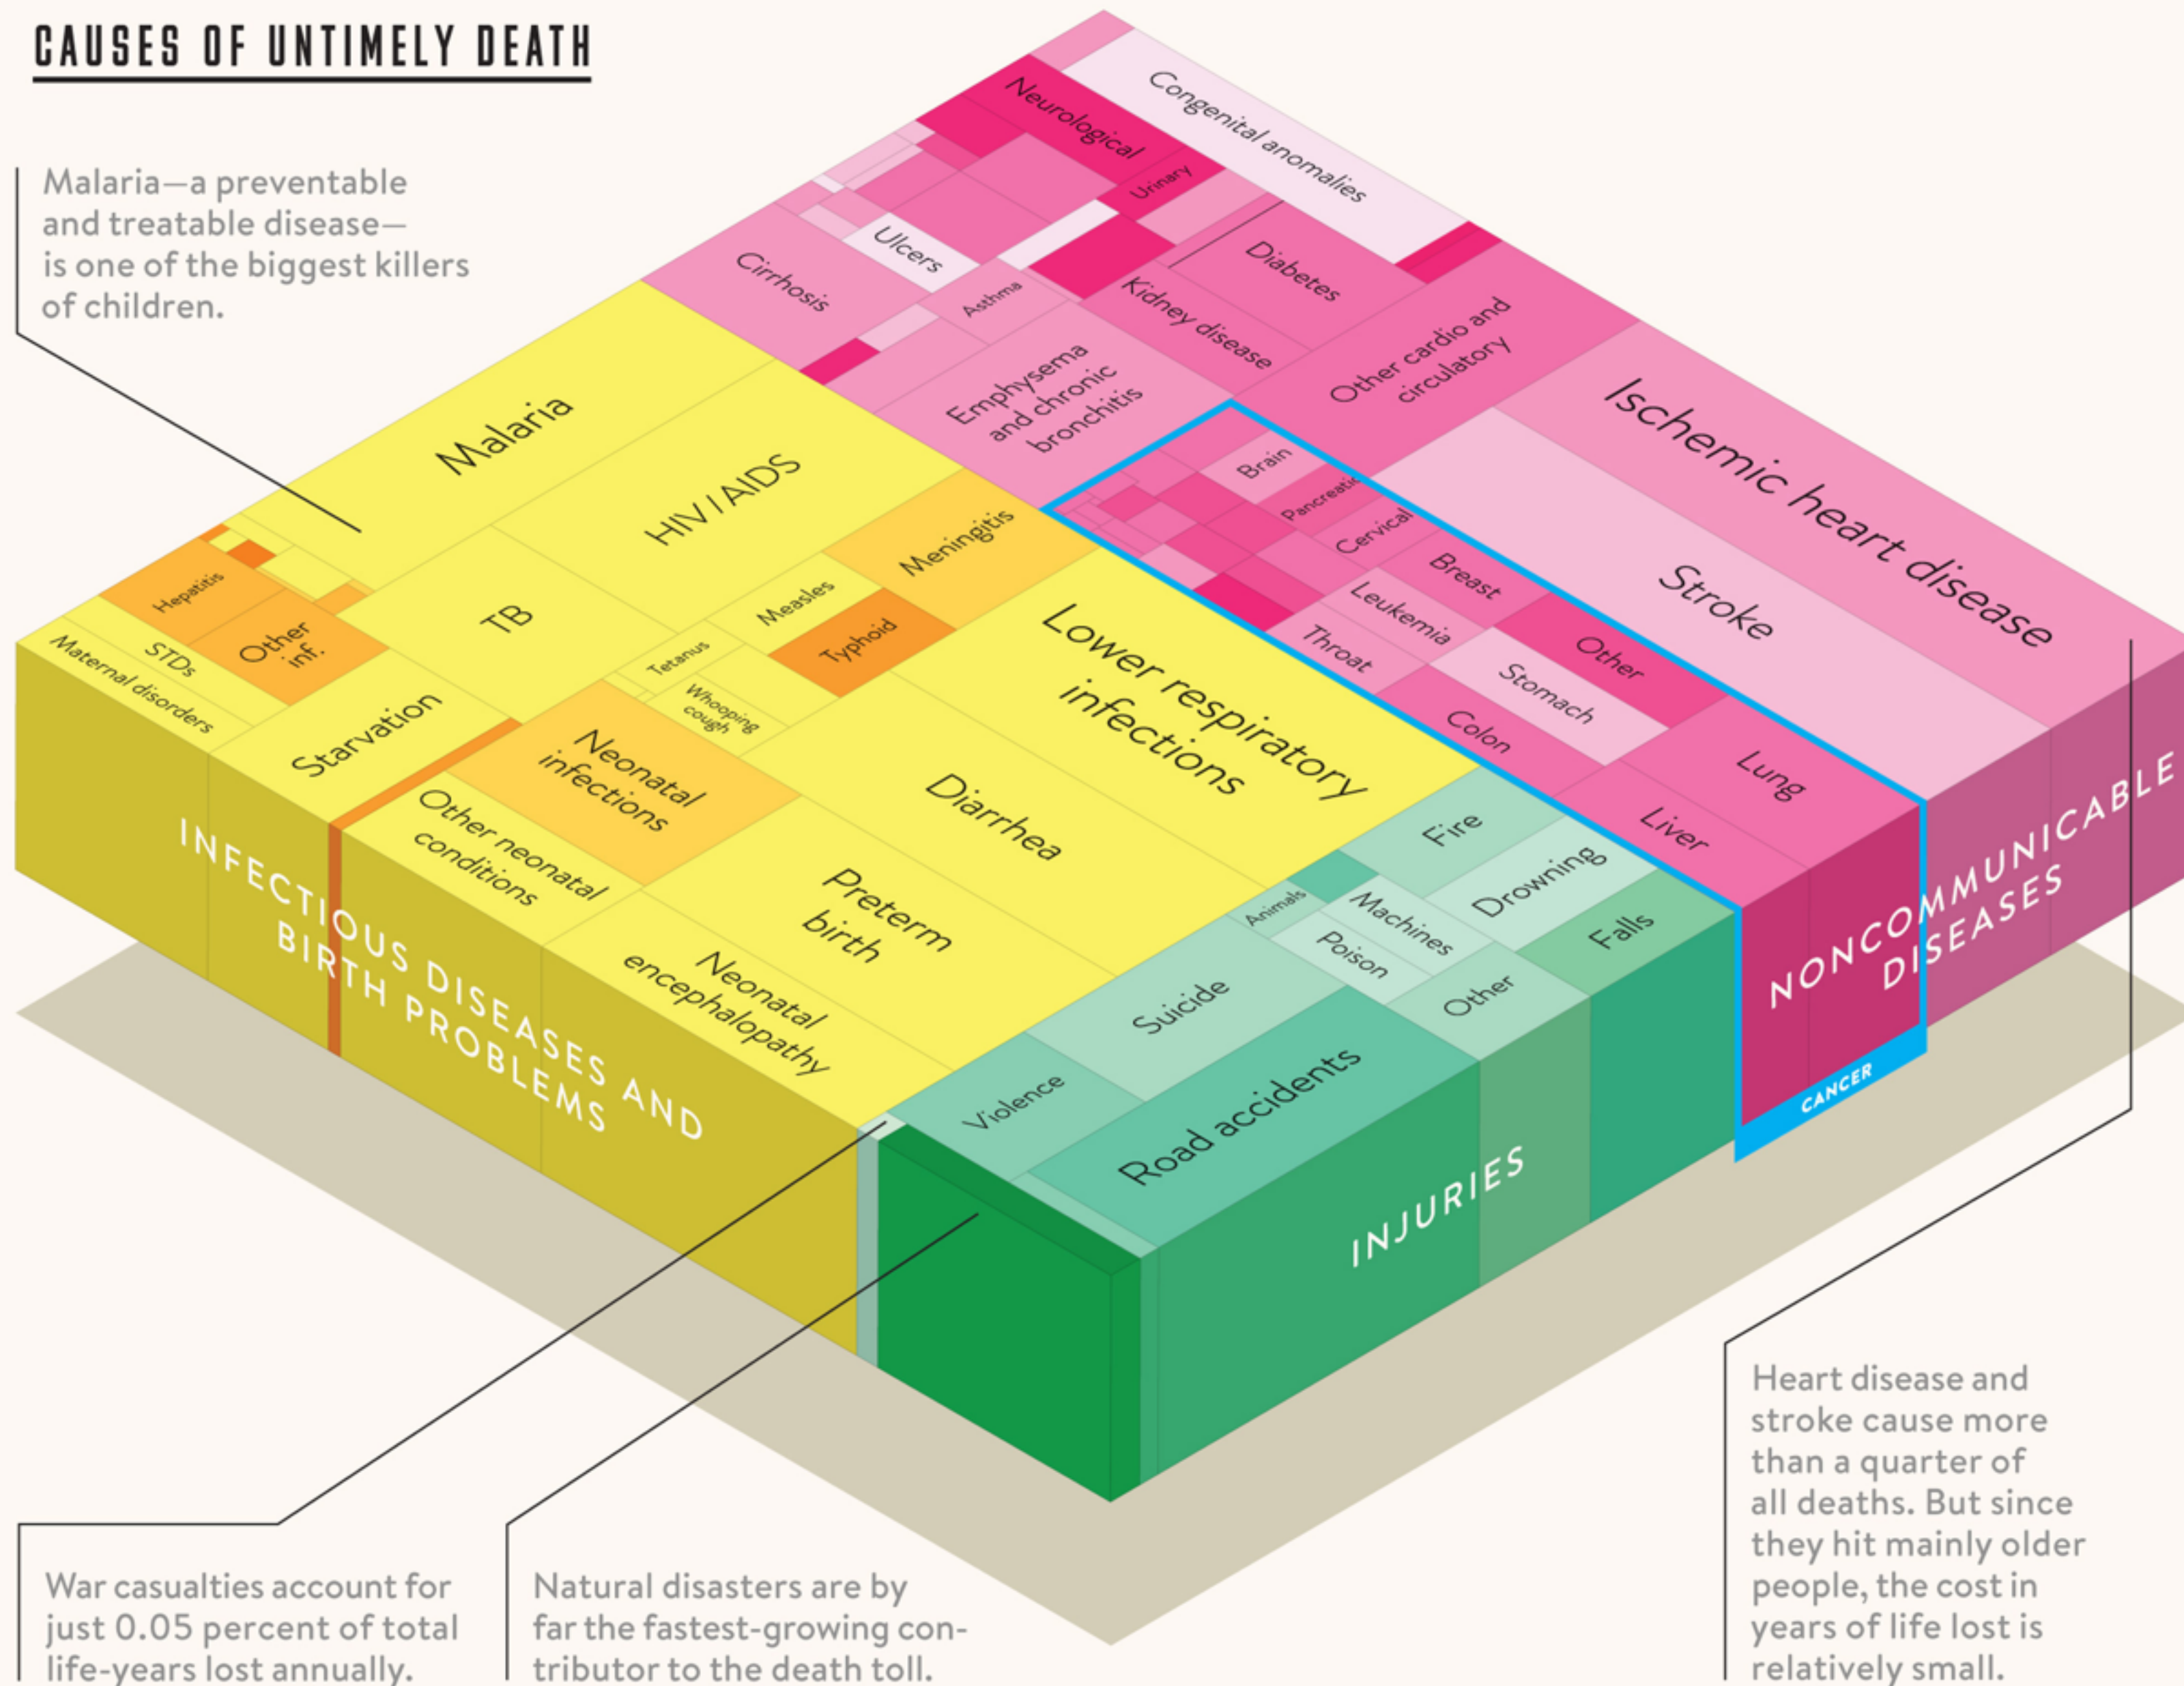 CAUSES OF UNTIMELY DEATH
Malaria—a preventable
and treatable disease—
is one of the biggest killers
of children.
Congenital anomalies
Neurological
Urinary
Ulcers
Cirrhosis
Asthma
Diabetes
Kidney disease
Emphysema
and chronic
bronchitis
Other cardio and
circulatory
Ischemic heart disease
Stroke
Brain
Pancreatic
Cervical
Breast
Leukemia
Throat
Other
Stomach
Colon
Lung
Liver
Malaria
HIV/AIDS
Meningitis
Measles
Typhoid
Tetanus
Whooping
cough
TB
Hepatitis
Other
inf.
STDs
Maternal disorders
Starvation
Lower respiratory
infections
Diarrhea
Neonatal
infections
Other neonatal
conditions
Preterm
birth
Neonatal
encephalopathy
Fire
Drowning
Falls
Animals
Machines
Poison
Other
Suicide
Violence
Road accidents
INFECTIOUS DISEASES AND
BIRTH PROBLEMS
INJURIES
NONCOMMUNICABLE
DISEASES
CANCER
War casualties account for
just 0.05 percent of total
life-years lost annually.
Natural disasters are by
far the fastest-growing con-
tributor to the death toll.
Heart disease and
stroke cause more
than a quarter of
all deaths. But since
they hit mainly older
people, the cost in
years of life lost is
relatively small.